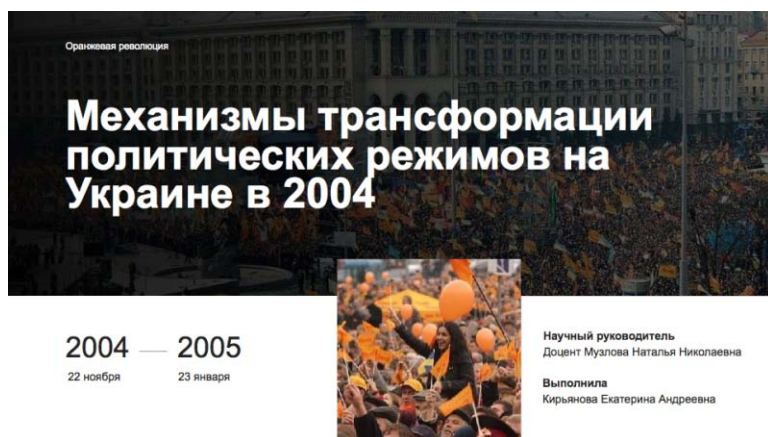 Оранжевая революция
Механизмы трансформации
политических режимов на
Украине в 2004
2004 — 2005
22 ноября 23 января
Научный руководитель
Доцент Музлова Наталья Николаевна
Выполнила
Кирьянова Екатерина Андреевна